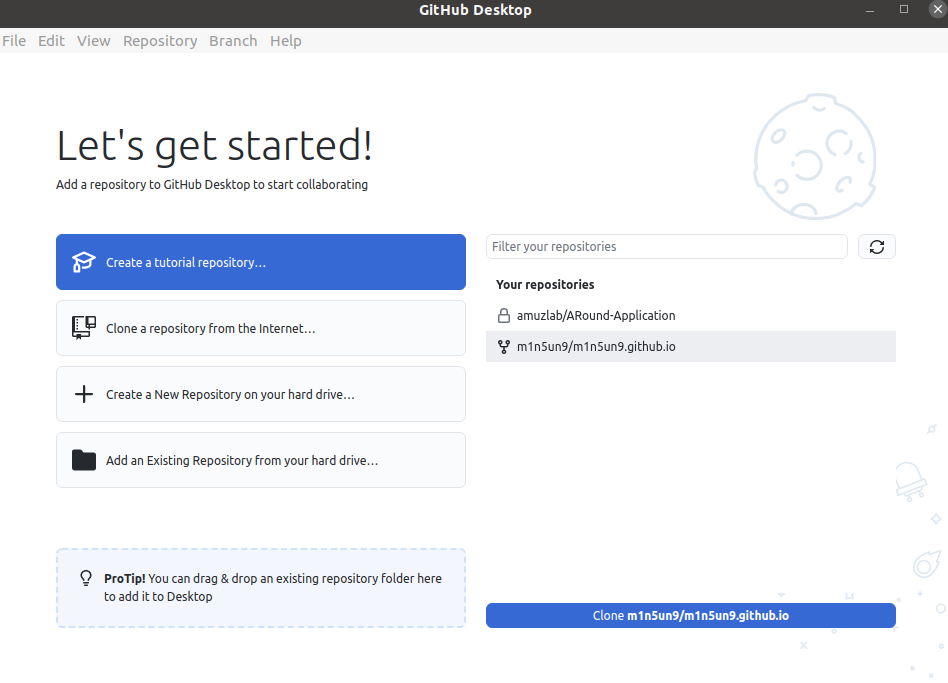 GitHub Desktop
File Edit View Repository Branch Help
Let's get started!
Add a repository to GitHub Desktop to start collaborating
Create a tutorial repository...
Clone a repository from the Internet...
Create a New Repository on your hard drive...
Add an Existing Repository from your hard drive...
ProTip! You can drag & drop an existing repository folder here
to add it to Desktop
Filter your repositories
Your repositories
amuzlab/ARound-Application
m1n5un9/m1n5un9.github.io
Clone m1n5un9/m1n5un9.github.io